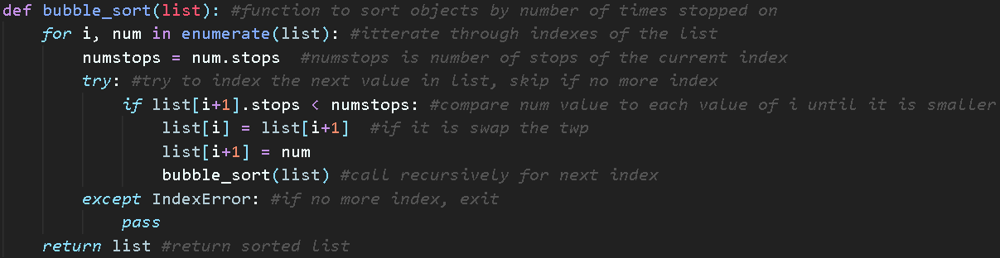 def bubble_sort(list): #function to sort objects by number of times stopped on
    for i, num in enumerate(list): #itterate through indexes of the list
        numstops = num.stops  #numstops is number of stops of the current index
        try: #try to index the next value in list, skip if no more index
            if list[i+1].stops < numstops: #compare num value to each value of i until it is smaller
                list[i] = list[i+1]  #if it is swap the twp
                list[i+1] = num
                bubble_sort(list) #call recursively for next index
        except IndexError: #if no more index, exit
            pass
    return list #return sorted list